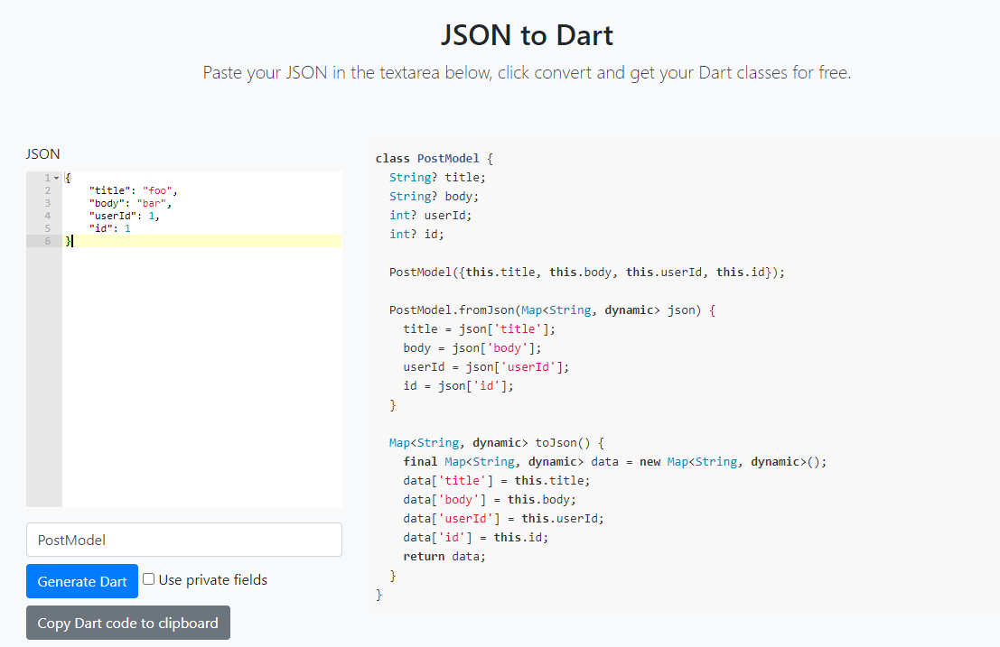 JSON to Dart
Paste your JSON in the textarea below, click convert and get your Dart classes for free.
JSON
1 {
2     "title": "foo",
3     "body": "bar",
4     "userId": 1,
5     "id": 1
6 }
PostModel
Generate Dart Use private fields
Copy Dart code to clipboard
class PostModel {
  String? title;
  String? body;
  int? userId;
  int? id;
  PostModel({this.title, this.body, this.userId, this.id});
  PostModel.fromJson(Map<String, dynamic> json) {
    title = json['title'];
    body = json['body'];
    userId = json['userId'];
    id = json['id'];
  }
  Map<String, dynamic> toJson() {
    final Map<String, dynamic> data = new Map<String, dynamic>();
    data['title'] = this.title;
    data['body'] = this.body;
    data['userId'] = this.userId;
    data['id'] = this.id;
    return data;
  }
}